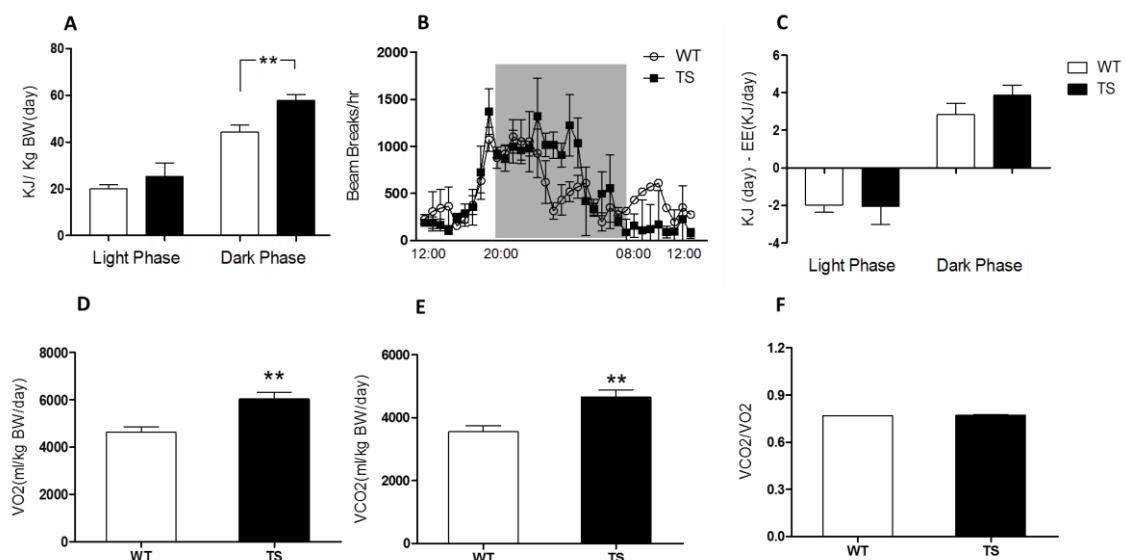 A
KJ/ Kg BW(day)
80
60
40
20
0
**
Light Phase
Dark Phase
B
Beam Breaks/hr
2000
1500
1000
500
0
WT
TS
12:00
20:00
08:00
12:00
C
KJ (day) - EE(KJ/day)
6
4
2
0
-2
-4
WT
TS
Light Phase
Dark Phase
D
VO2(ml/kg BW/day)
8000
6000
4000
2000
0
**
WT
TS
E
VCO2(ml/kg BW/day)
6000
4000
2000
0
**
WT
TS
F
VCO2/VO2
1.2
0.9
0.6
0.3
0.0
WT
TS